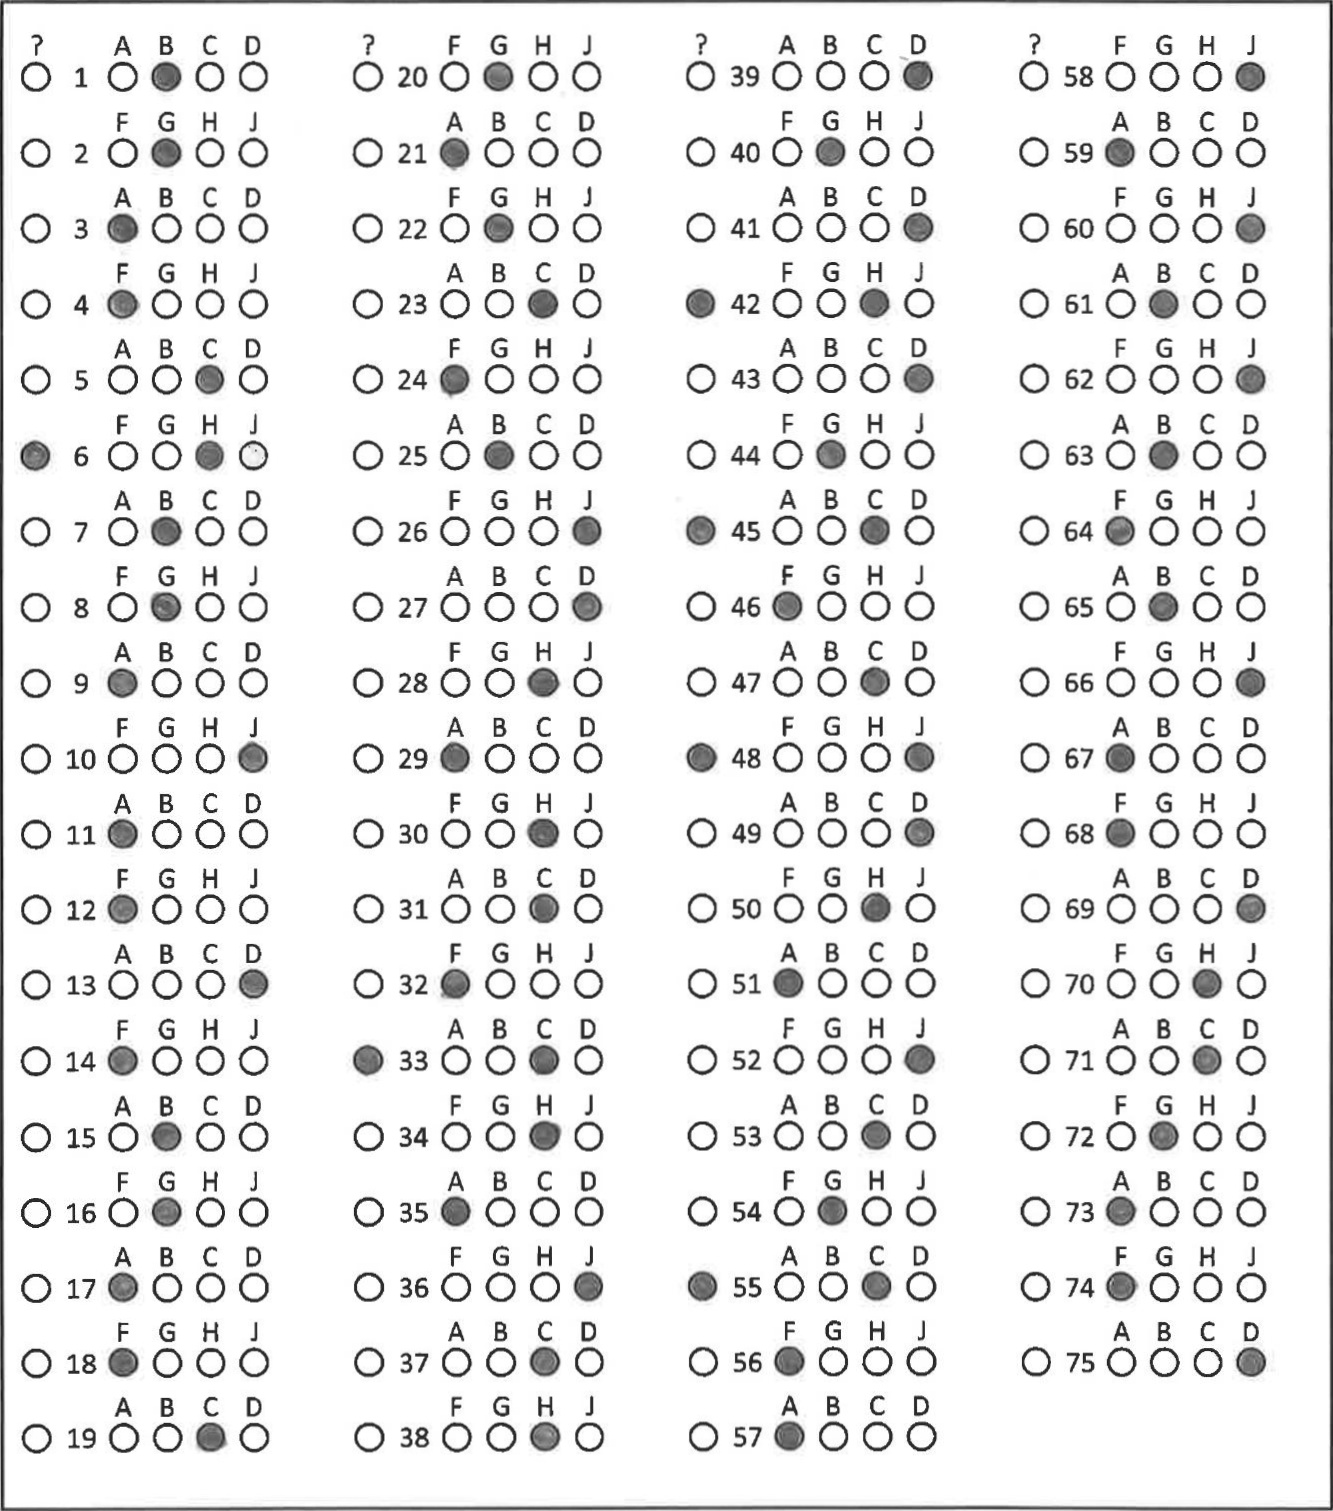 ? A B C D
1
F G H J
2
A B C D
3
F G H J
4
A B C D
5
F G H J
6
A B C D
7
F G H J
8
A B C D
9
F G H J
10
A B C D
11
F G H J
12
A B C D
13
F G H J
14
A B C D
15
F G H J
16
A B C D
17
F G H J
18
A B C D
19
? F G H J
20
A B C D
21
F G H J
22
A B C D
23
F G H J
24
A B C D
25
F G H J
26
A B C D
27
F G H J
28
A B C D
29
F G H J
30
A B C D
31
F G H J
32
A B C D
33
F G H J
34
A B C D
35
F G H J
36
A B C D
37
F G H J
38
? A B C D
39
F G H J
40
A B C D
41
F G H J
42
A B C D
43
F G H J
44
A B C D
45
F G H J
46
A B C D
47
F G H J
48
A B C D
49
F G H J
50
A B C D
51
F G H J
52
A B C D
53
F G H J
54
A B C D
55
F G H J
56
A B C D
57
? F G H J
58
A B C D
59
F G H J
60
A B C D
61
F G H J
62
A B C D
63
F G H J
64
A B C D
65
F G H J
66
A B C D
67
F G H J
68
A B C D
69
F G H J
70
A B C D
71
F G H J
72
A B C D
73
F G H J
74
A B C D
75